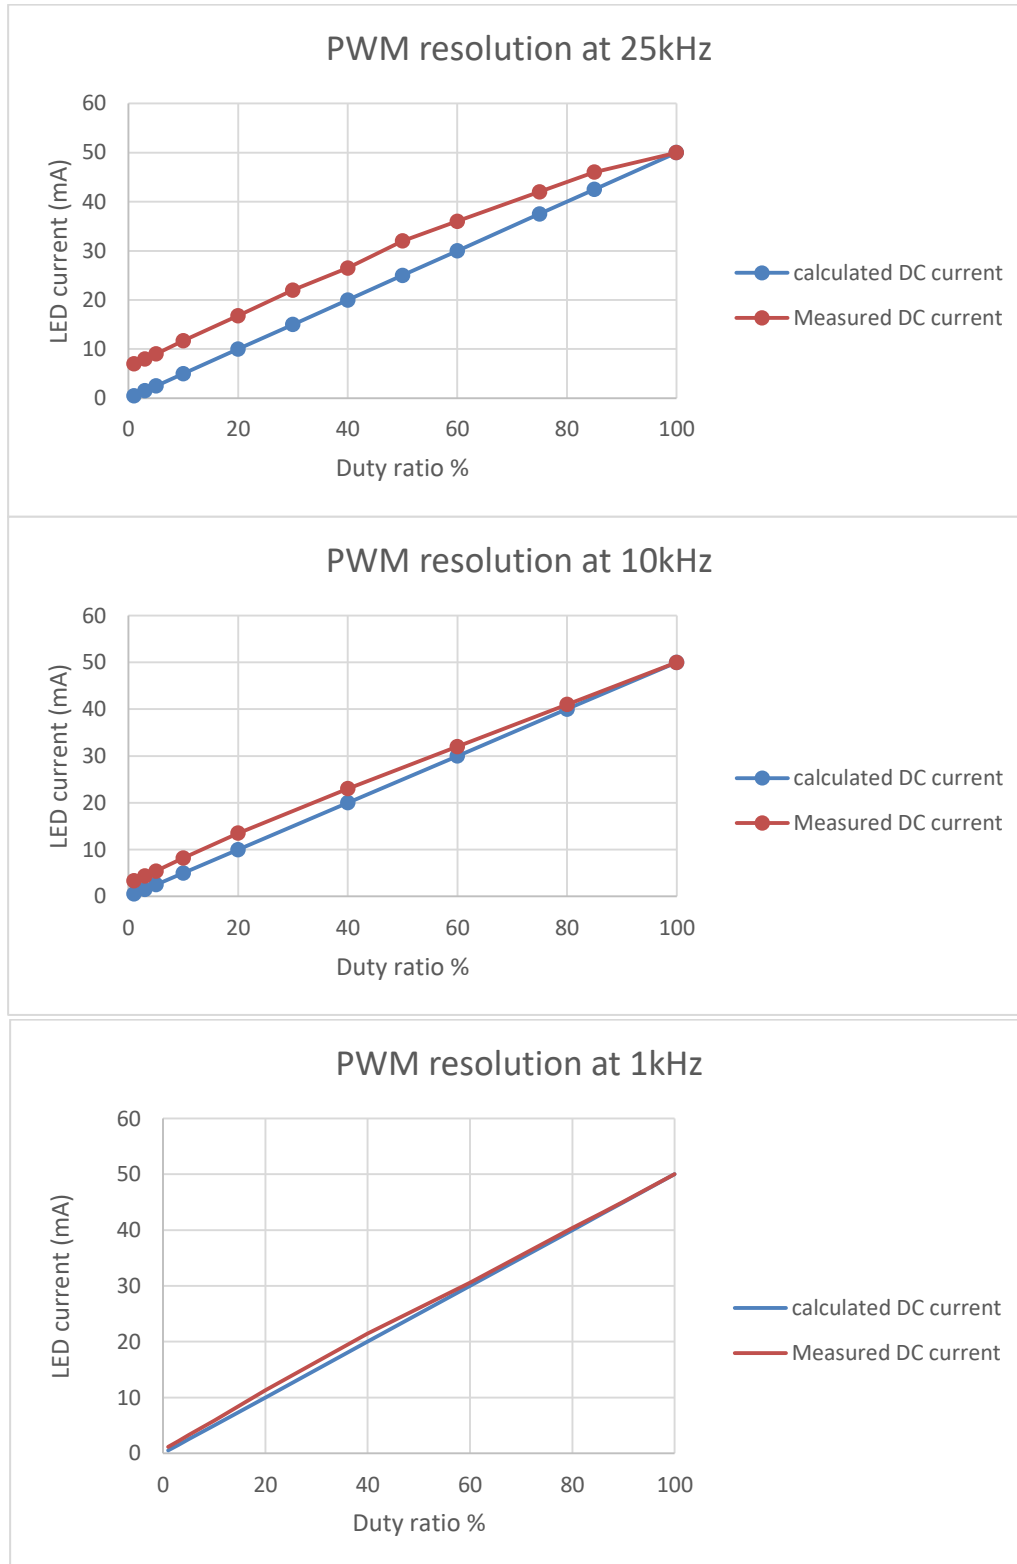 PWM resolution at 25kHz
60
50
40
30
20
10
0
LED current (mA)
0 20 40 60 80 100
Duty ratio %
calculated DC current
Measured DC current
PWM resolution at 10kHz
60
50
40
30
20
10
0
LED current (mA)
0 20 40 60 80 100
Duty ratio %
calculated DC current
Measured DC current
PWM resolution at 1kHz
60
50
40
30
20
10
0
LED current (mA)
0 20 40 60 80 100
Duty ratio %
calculated DC current
Measured DC current